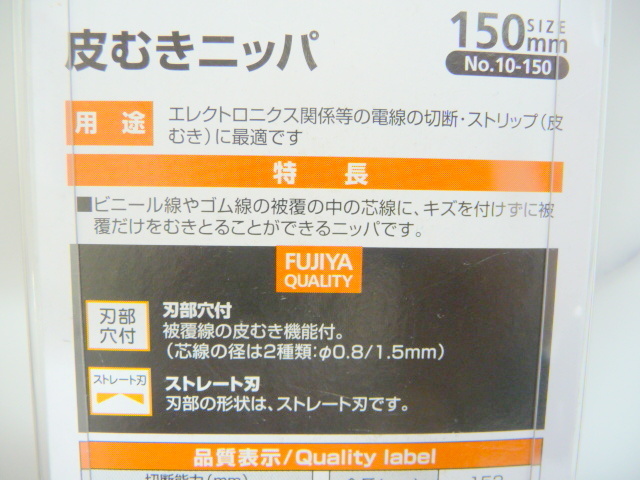 皮むきニッパ
150mm SIZE
No.10-150
用途
エレクトロニクス関係等の電線の切断・ストリップ(皮
むき)に最適です
特長
■ビニール線やゴム線の被覆の中の芯線に、キズを付けずに被
覆だけをむきとることができるニッパです。
FUJIYA
QUALITY
刃部
穴付
刃部穴付
被覆線の皮むき機能付。
(芯線の径は2種類:φ0.8/1.5mm)
ストレート刃
ストレート刃
刃部の形状は、ストレート刃です。
品質表示/Quality label
切断能力(mm)